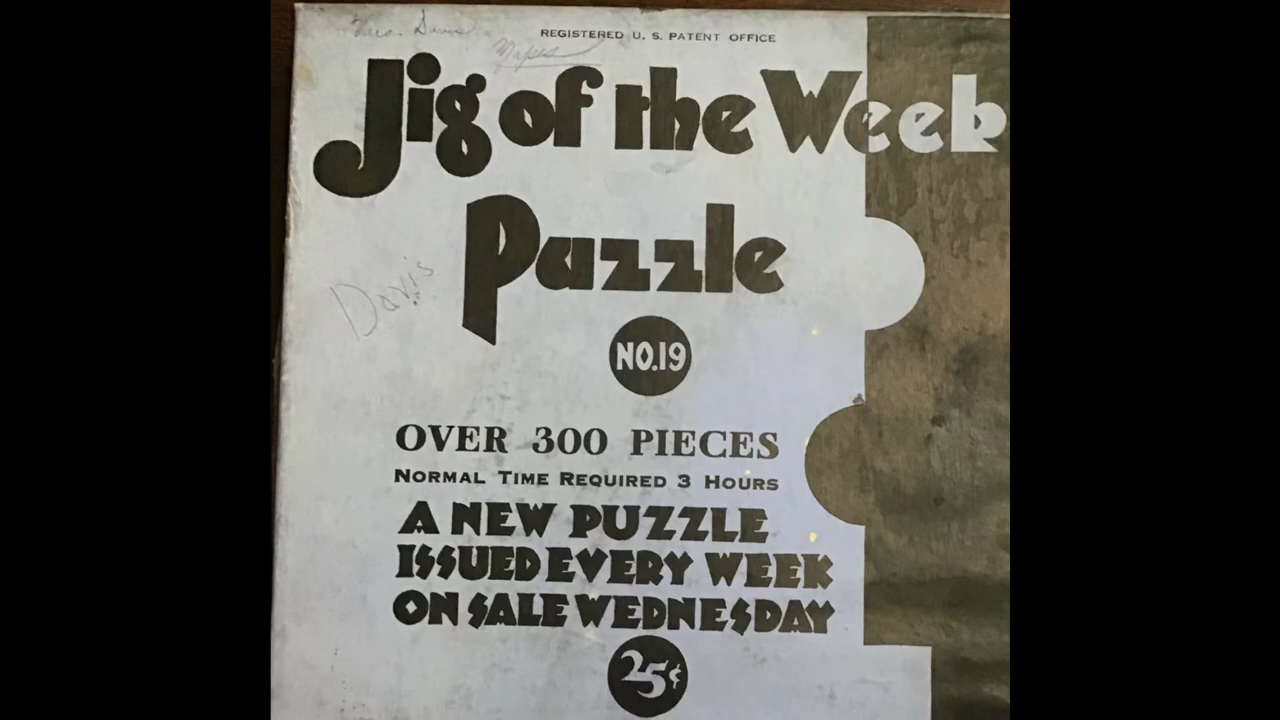 REGISTERED U. S. PATENT OFFICE
Jig of the Week
Puzzle
Davis
NO.19
OVER 300 PIECES
NORMAL TIME REQUIRED 3 HOURS
A NEW PUZZLE
ISSUED EVERY WEEK
ON SALE WEDNESDAY
25¢